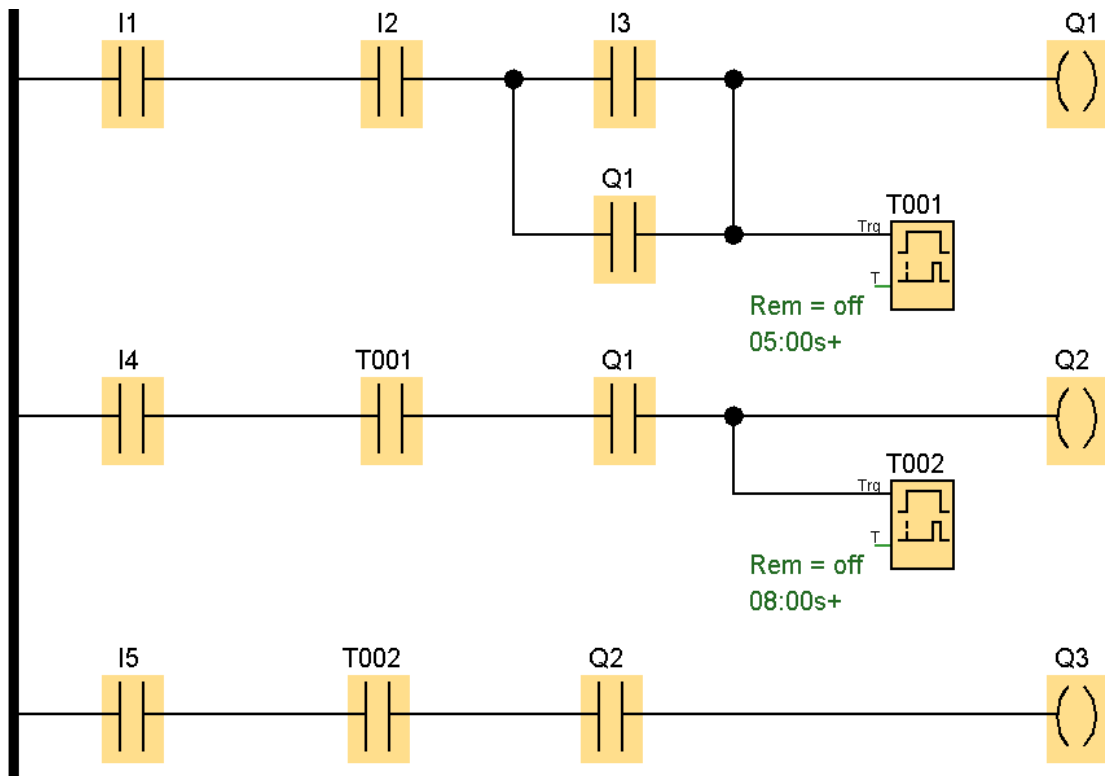 I1 I2 I3 Q1
Q1
T001
Trg
T
Rem = off
05:00s+
I4 T001 Q1 Q2
T002
Trg
T
Rem = off
08:00s+
I5 T002 Q2 Q3